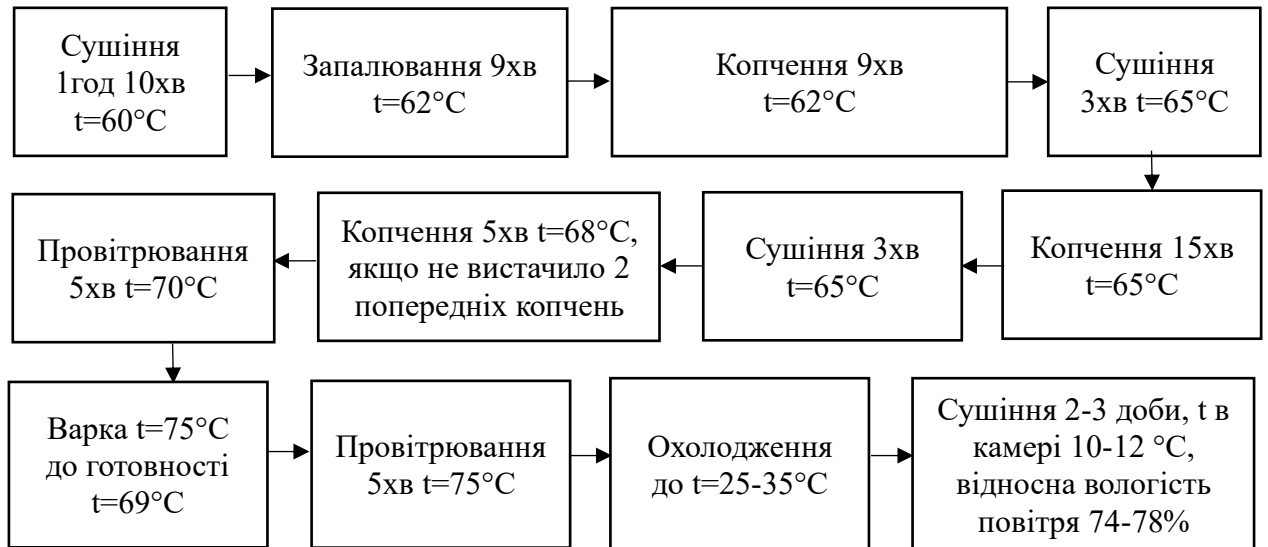 Сушіння
1год 10хв
t=60°C
Запалювання 9хв
t=62°C
Копчення 9хв
t=62°C
Сушіння
3хв t=65°C
Копчення 15хв
t=65°C
Сушіння 3хв
t=65°C
Копчення 5хв t=68°C,
якщо не вистачило 2
попередніх копчень
Провітрювання
5хв t=70°C
Варка t=75°C
до готовності
t=69°C
Провітрювання
5хв t=75°C
Охолодження
до t=25-35°C
Сушіння 2-3 доби, t в
камері 10-12 °C,
відносна вологість
повітря 74-78%